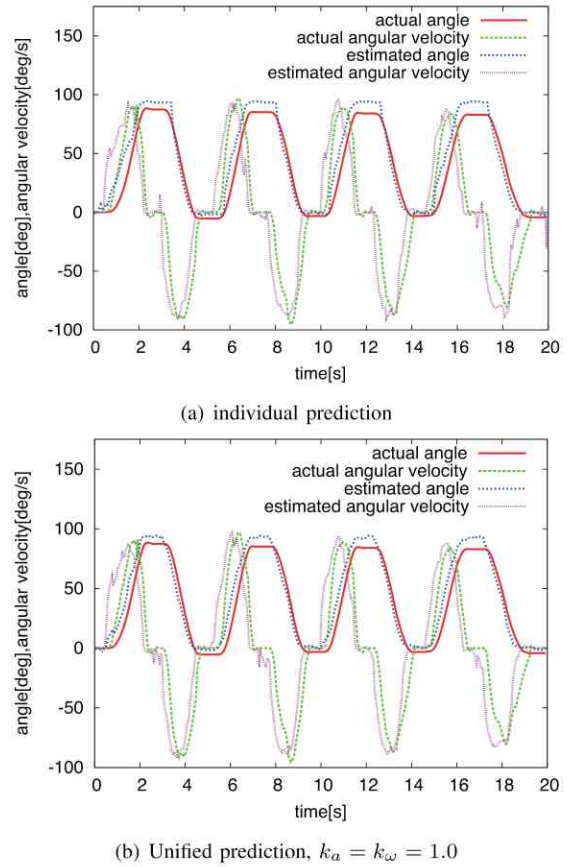 actual angle
actual angular velocity
estimated angle
estimated angular velocity
angle[deg],angular velocity[deg/s]
150
100
50
0
-50
-100
0 2 4 6 8 10 12 14 16 18 20
time[s]
(a) individual prediction
actual angle
actual angular velocity
estimated angle
estimated angular velocity
angle[deg],angular velocity[deg/s]
150
100
50
0
-50
-100
0 2 4 6 8 10 12 14 16 18 20
time[s]
(b) Unified prediction, $k_a = k_\omega = 1.0$